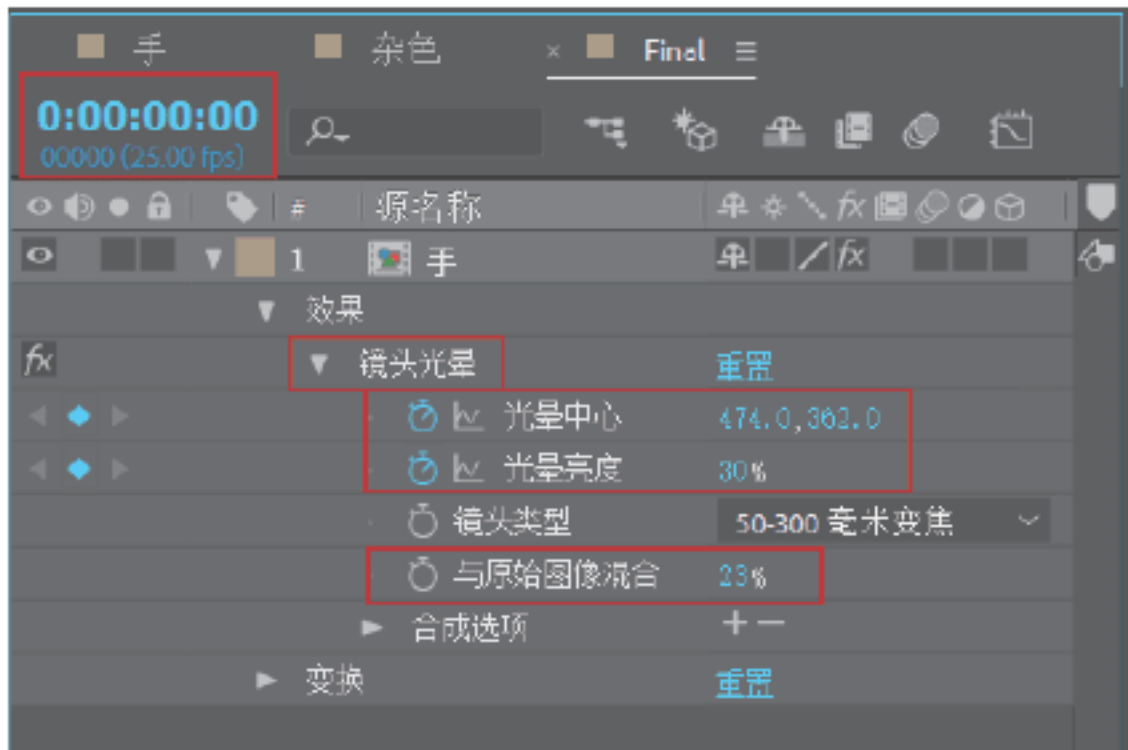 手 杂色 × Final
0:00:00:00
00000 (25.00 fps)
# 源名称 fx
1 手 fx
效果
fx 镜头光晕 重置
光晕中心 474.0,362.0
光晕亮度 30%
镜头类型 50-300 毫米变焦
与原始图像混合 23%
合成选项 + −
变换 重置